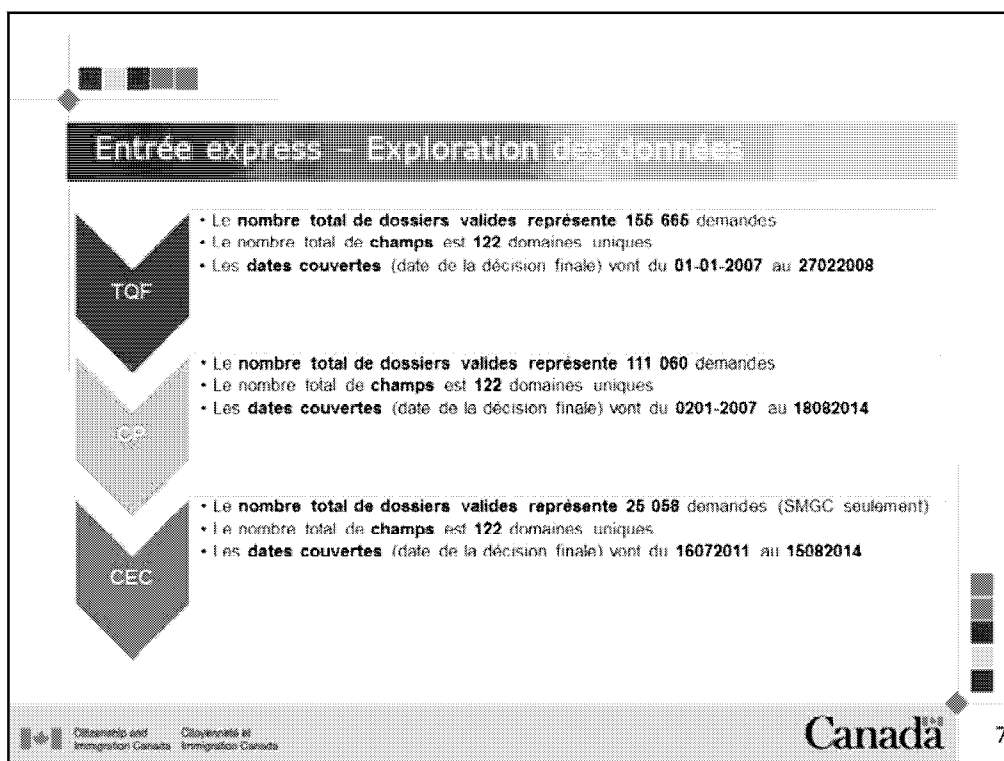 Entrée express – Exploration des données
TQF
• Le nombre total de dossiers valides représente 155 665 demandes
• Le nombre total de champs est 122 domaines uniques
• Les dates couvertes (date de la décision finale) vont du 01-01-2007 au 27022008
CP
• Le nombre total de dossiers valides représente 111 060 demandes
• Le nombre total de champs est 122 domaines uniques
• Les dates couvertes (date de la décision finale) vont du 0201-2007 au 18082014
CEC
• Le nombre total de dossiers valides représente 25 058 demandes (SMGC seulement)
• Le nombre total de champs est 122 domaines uniques
• Les dates couvertes (date de la décision finale) vont du 16072011 au 15082014
Citizenship and Citoyenneté et
Immigration Canada Immigration Canada
Canada
7